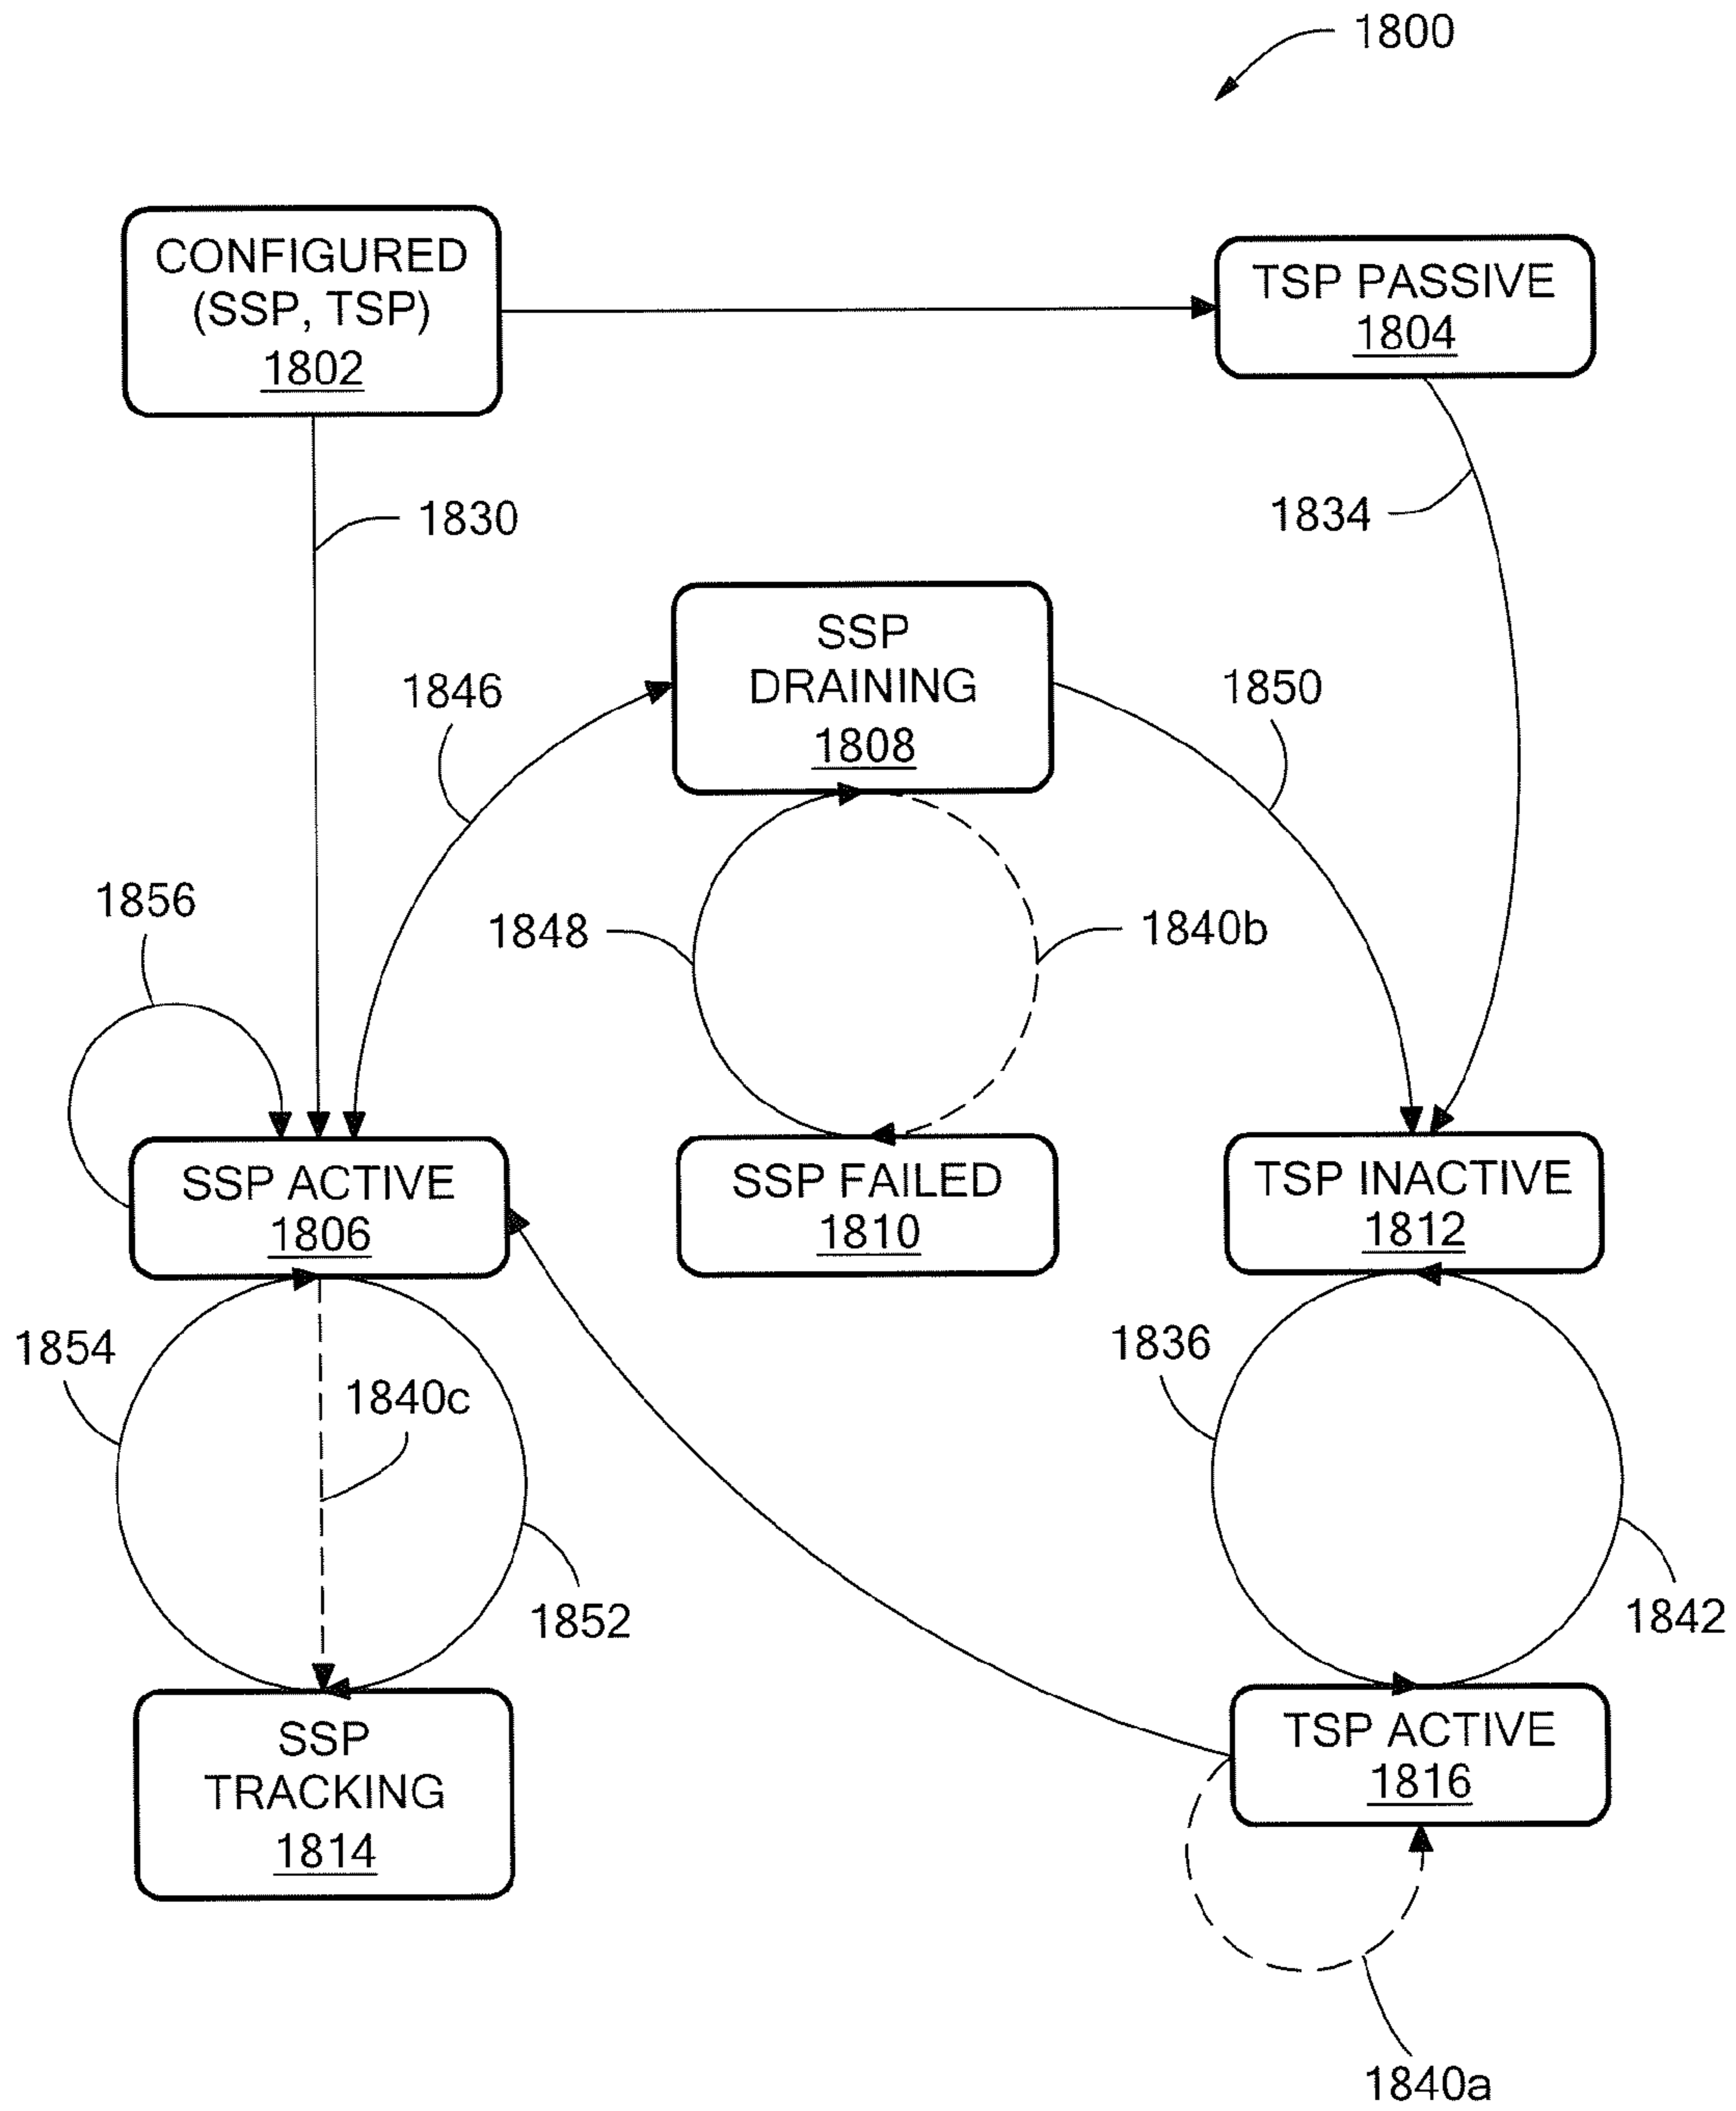 1800
CONFIGURED
(SSP, TSP)
1802
TSP PASSIVE
1804
1830
1834
SSP
DRAINING
1808
1846
1850
1856
1848
1840b
SSP ACTIVE
1806
SSP FAILED
1810
TSP INACTIVE
1812
1854
1840c
1836
1852
1842
SSP
TRACKING
1814
TSP ACTIVE
1816
1840a